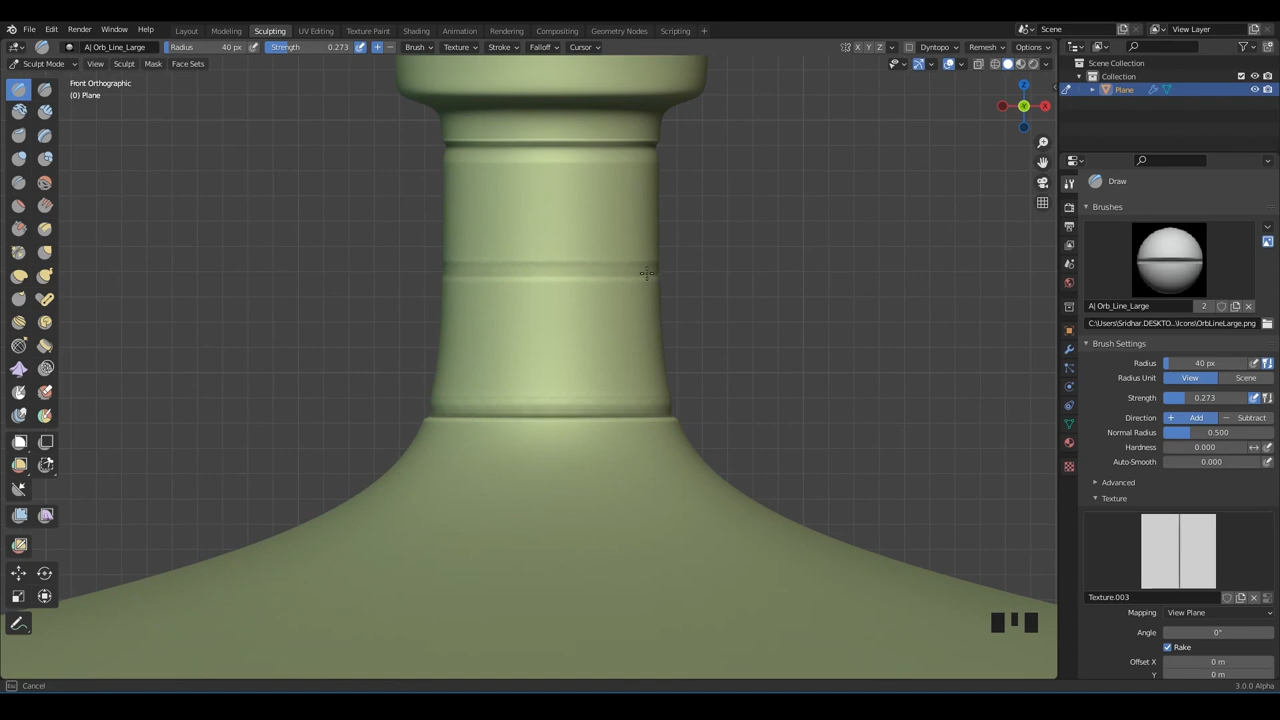 File Edit Render Window Help Layout Modeling Sculpting UV Editing Texture Paint Shading Animation Rendering Compositing Geometry Nodes Scripting + Scene View Layer
A| Orb_Line_Large Radius 40 px Strength 0.273 + − Brush Texture Stroke Falloff Cursor X Y Z Dyntopo Remesh Options
Sculpt Mode View Sculpt Mask Face Sets
Front Orthographic
(0) Plane
Z
Y X
Scene Collection
Collection
Plane
Draw
Brushes
A| Orb_Line_Large 2
C:\Users\Sridhar.DESKTO...\Icons\OrbLineLarge.png
Brush Settings
Radius 40 px
Radius Unit View Scene
Strength 0.273
Direction + Add − Subtract
Normal Radius 0.500
Hardness 0.000
Auto-Smooth 0.000
Advanced
Texture
Texture.003
Mapping View Plane
Angle 0°
Rake
Offset X 0 m
Y 0 m
Esc Cancel 3.0.0 Alpha